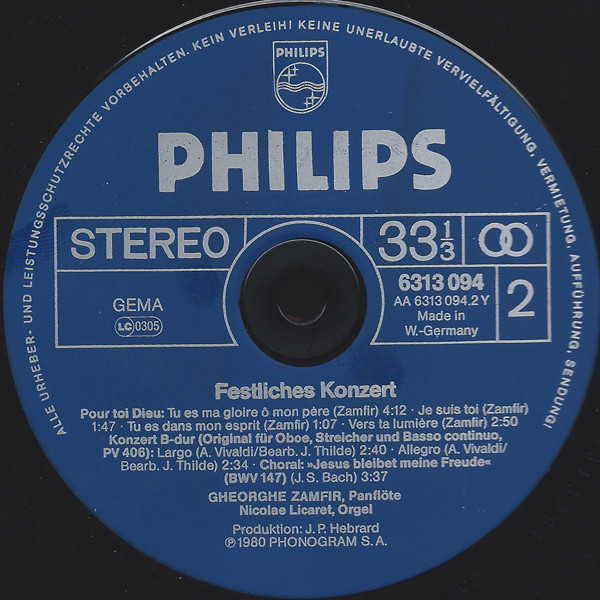 ALLE URHEBER- UND LEISTUNGSSCHUTZRECHTE VORBEHALTEN. KEIN VERLEIH! KEINE UNERLAUBTE VERVIELFÄLTIGUNG, VERMIETUNG, AUFFÜHRUNG, SENDUNG!
PHILIPS
PHILIPS
STEREO
33 1/3
6313 094
AA 6313 094.2 Y
Made in
W.-Germany
2
GEMA
LC 0305
Festliches Konzert
Pour toi Dieu: Tu es ma gloire ô mon père (Zamfir) 4:12 · Je suis toi (Zamfir)
1:47 · Tu es dans mon esprit (Zamfir) 1:07 · Vers ta lumière (Zamfir) 2:50
Konzert B-dur (Original für Oboe, Streicher und Basso continuo,
PV 406): Largo (A. Vivaldi/Bearb. J. Thilde) 2:40 · Allegro (A. Vivaldi/
Bearb. J. Thilde) 2:34 · Choral: »Jesus bleibet meine Freude«
(BWV 147) (J. S. Bach) 3:37
GHEORGHE ZAMFIR, Panflöte
Nicolae Licaret, Orgel
Produktion: J. P. Hebrard
℗ 1980 PHONOGRAM S. A.